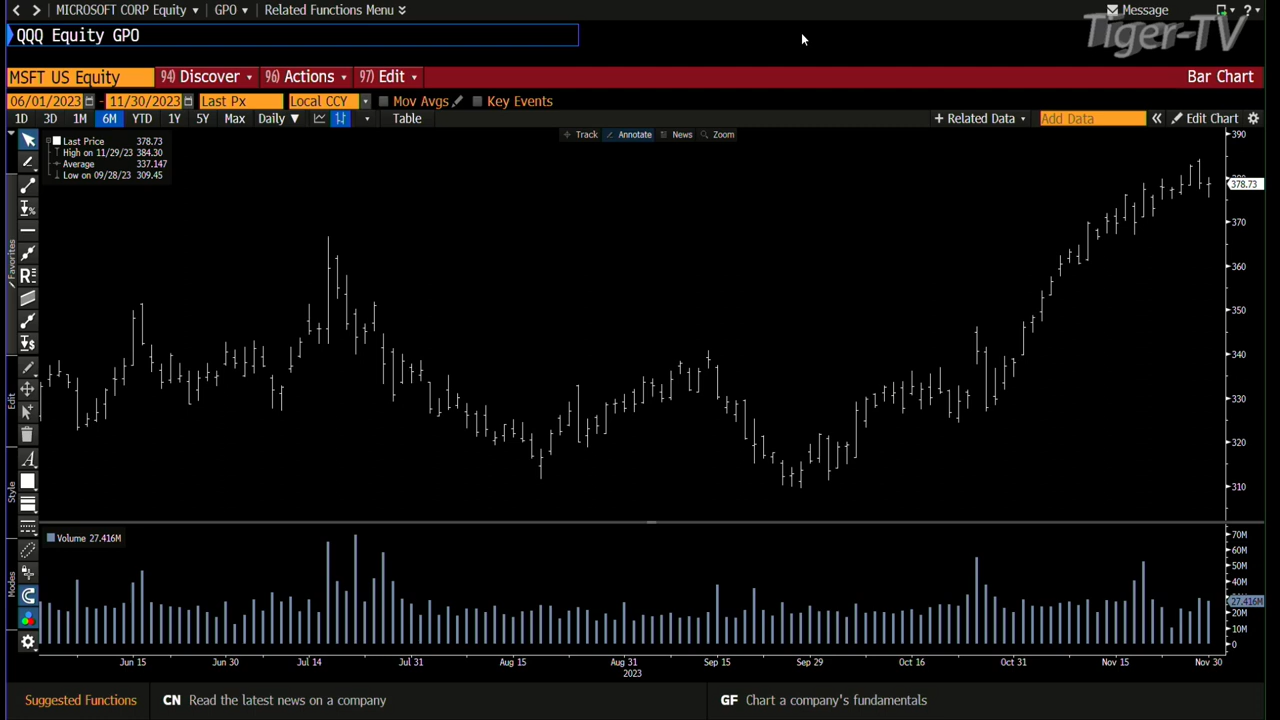 MICROSOFT CORP Equity GPO Related Functions Menu Message ?
Tiger-TV
QQQ Equity GPO
MSFT US Equity 94) Discover 96) Actions 97) Edit Bar Chart
06/01/2023 - 11/30/2023 Last Px Local CCY Mov Avgs Key Events
1D 3D 1M 6M YTD 1Y 5Y Max Daily Table + Related Data Add Data Edit Chart
Track Annotate News Zoom
Last Price 378.73
High on 11/29/23 384.30
Average 337.147
Low on 09/28/23 309.45
390
380
378.73
370
360
350
340
330
320
310
Favorites
Edit
Style
Modes
Volume 27.416M
70M
60M
50M
40M
27.416M
20M
10M
0
Jun 15 Jun 30 Jul 14 Jul 31 Aug 15 Aug 31 Sep 15 Sep 29 Oct 16 Oct 31 Nov 15 Nov 30
2023
Suggested Functions CN Read the latest news on a company GF Chart a company's fundamentals